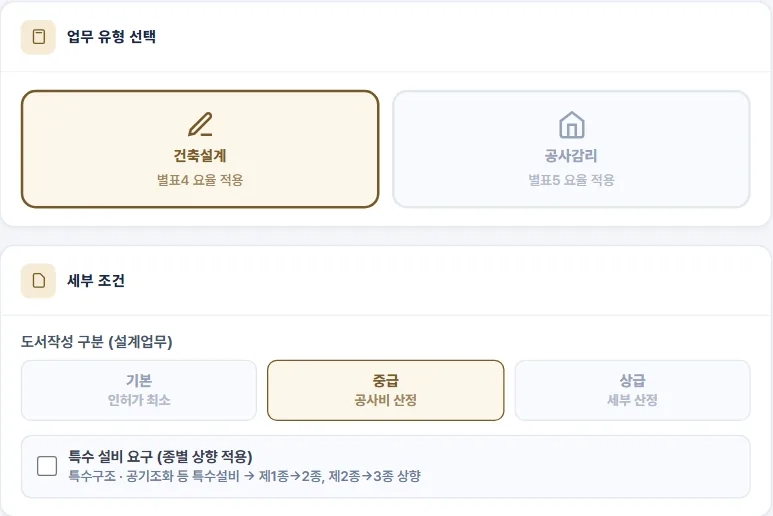 업무 유형 선택
건축설계
별표4 요율 적용
공사감리
별표5 요율 적용
세부 조건
도서작성 구분 (설계업무)
기본
인허가 최소
중급
공사비 산정
상급
세부 산정
특수 설비 요구 (종별 상향 적용)
특수구조 · 공기조화 등 특수설비 → 제1종→2종, 제2종→3종 상향